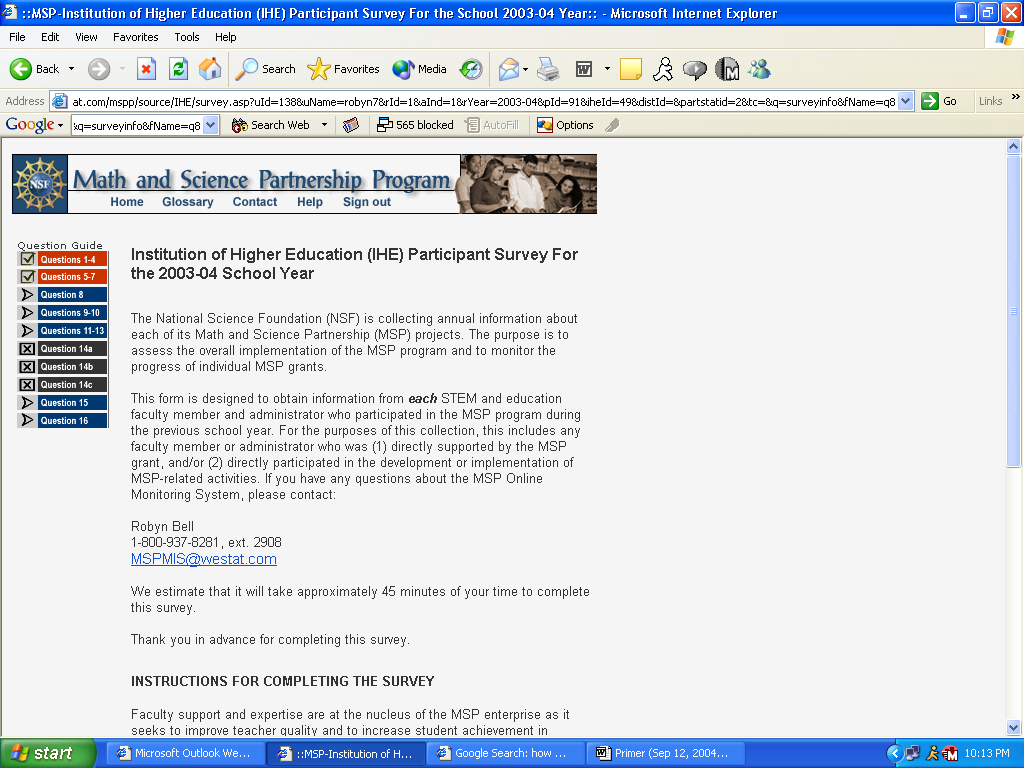 ::MSP-Institution of Higher Education (IHE) Participant Survey For the School 2003-04 Year:: - Microsoft Internet Explorer
File Edit View Favorites Tools Help
Back Search Favorites Media
Address at.com/mspp/source/IHE/survey.asp?uId=138&uName=robyn7&rId=1&aInd=1&rYear=2003-04&pId=91&iheId=49&distId=&partstatid=2&tc=&q=surveyinfo&fName=q8 Go Links »
Google xq=surveyinfo&fName=q8 Search Web 565 blocked AutoFill Options
NSF
Math and Science Partnership Program
Home Glossary Contact Help Sign out
Question Guide
Questions 1-4
Questions 5-7
Question 8
Questions 9-10
Questions 11-13
Question 14a
Question 14b
Question 14c
Question 15
Question 16
Institution of Higher Education (IHE) Participant Survey For
the 2003-04 School Year
The National Science Foundation (NSF) is collecting annual information about
each of its Math and Science Partnership (MSP) projects. The purpose is to
assess the overall implementation of the MSP program and to monitor the
progress of individual MSP grants.
This form is designed to obtain information from each STEM and education
faculty member and administrator who participated in the MSP program during
the previous school year. For the purposes of this collection, this includes any
faculty member or administrator who was (1) directly supported by the MSP
grant, and/or (2) directly participated in the development or implementation of
MSP-related activities. If you have any questions about the MSP Online
Monitoring System, please contact:
Robyn Bell
1-800-937-8281, ext. 2908
MSPMIS@westat.com
We estimate that it will take approximately 45 minutes of your time to complete
this survey.
Thank you in advance for completing this survey.
INSTRUCTIONS FOR COMPLETING THE SURVEY
Faculty support and expertise are at the nucleus of the MSP enterprise as it
seeks to improve teacher quality and to increase student achievement in
start Microsoft Outlook We... ::MSP-Institution of H... Google Search: how ... Primer (Sep 12, 2004... 10:13 PM